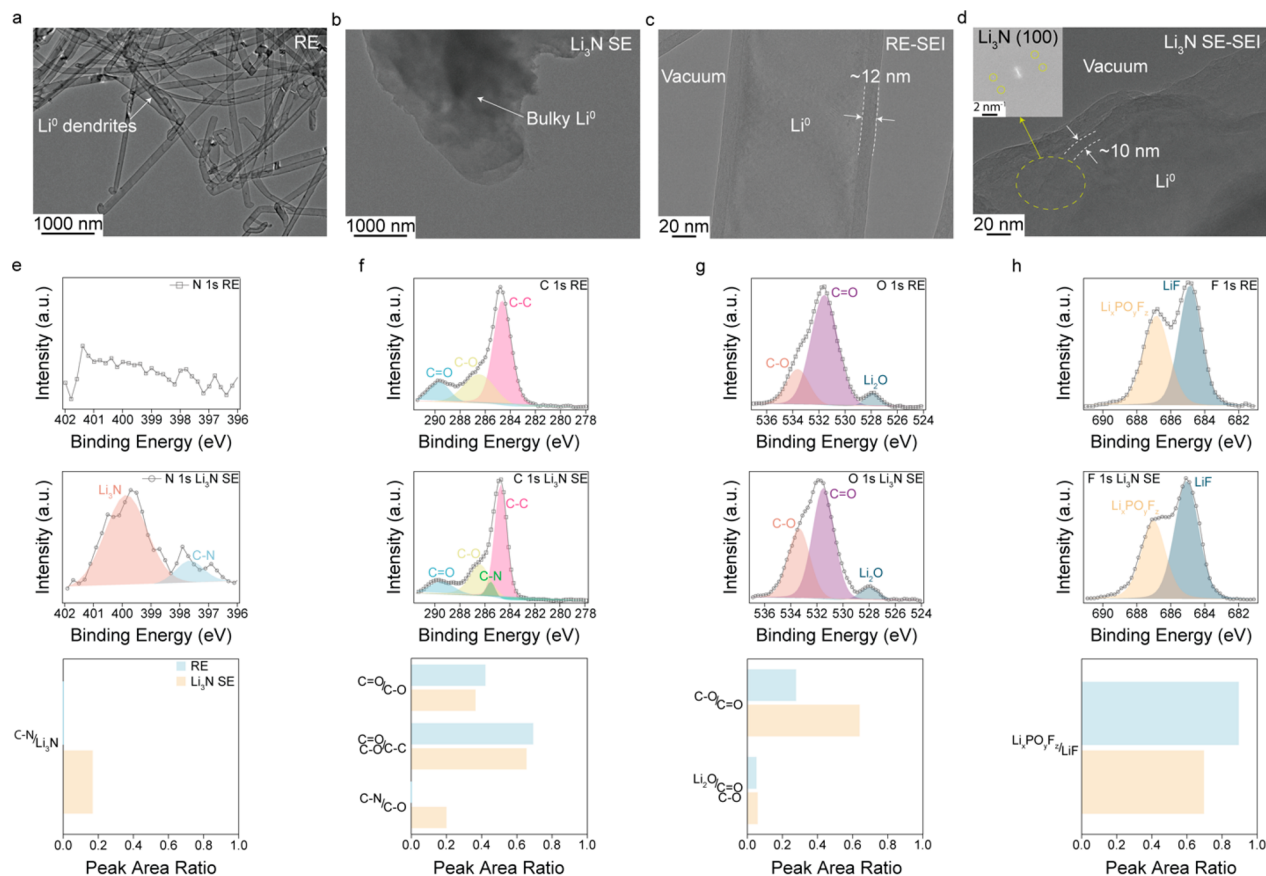 a
RE
Li⁰ dendrites
1000 nm
b
Li₃N SE
Bulky Li⁰
1000 nm
c
RE-SEI
Vacuum
~12 nm
Li⁰
20 nm
d
Li₃N (100)
Li₃N SE-SEI
Vacuum
2 nm
~10 nm
Li⁰
20 nm
e
N 1s RE
Intensity (a.u.)
402 401 400 399 398 397 396
Binding Energy (eV)
N 1s Li₃N SE
Li₃N
C-N
Intensity (a.u.)
402 401 400 399 398 397 396
Binding Energy (eV)
RE
Li₃N SE
C-N/Li₃N
0.0 0.2 0.4 0.6 0.8 1.0
Peak Area Ratio
f
C 1s RE
C-C
C-O
C=O
Intensity (a.u.)
290 288 286 284 282 280 278
Binding Energy (eV)
C 1s Li₃N SE
C-C
C-O
C-N
C=O
Intensity (a.u.)
290 288 286 284 282 280 278
Binding Energy (eV)
C=O/C-O
C=O/
C-O/C-C
C-N/C-O
0.0 0.2 0.4 0.6 0.8 1.0
Peak Area Ratio
g
O 1s RE
C=O
C-O
Li₂O
Intensity (a.u.)
536 534 532 530 528 526 524
Binding Energy (eV)
O 1s Li₃N SE
C=O
C-O
Li₂O
Intensity (a.u.)
536 534 532 530 528 526 524
Binding Energy (eV)
C-O/C=O
Li₂O/C=O
C-O
0.0 0.2 0.4 0.6 0.8 1.0
Peak Area Ratio
h
F 1s RE
LiF
LiₓPOᵧF_z
Intensity (a.u.)
690 688 686 684 682
Binding Energy (eV)
F 1s Li₃N SE
LiF
LiₓPOᵧF_z
Intensity (a.u.)
690 688 686 684 682
Binding Energy (eV)
LiₓPOᵧF_z/LiF
0.0 0.2 0.4 0.6 0.8 1.0
Peak Area Ratio